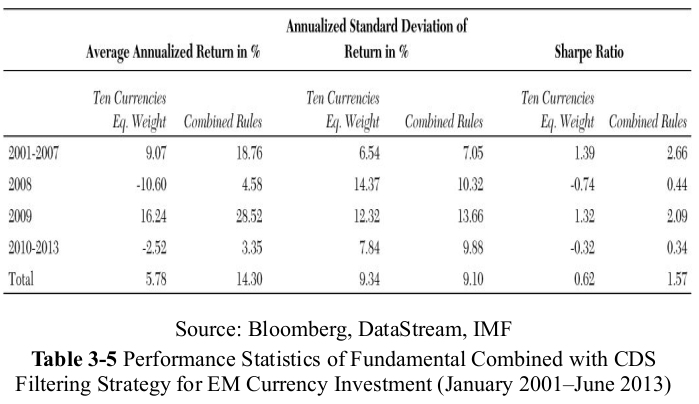 Annualized Standard Deviation of
Average Annualized Return in % Return in % Sharpe Ratio
Ten Currencies Ten Currencies Ten Currencies
Eq. Weight Combined Rules Eq. Weight Combined Rules Eq. Weight Combined Rules
2001-2007 9.07 18.76 6.54 7.05 1.39 2.66
2008 -10.60 4.58 14.37 10.32 -0.74 0.44
2009 16.24 28.52 12.32 13.66 1.32 2.09
2010-2013 -2.52 3.35 7.84 9.88 -0.32 0.34
Total 5.78 14.30 9.34 9.10 0.62 1.57
Source: Bloomberg, DataStream, IMF
Table 3-5 Performance Statistics of Fundamental Combined with CDS
Filtering Strategy for EM Currency Investment (January 2001–June 2013)